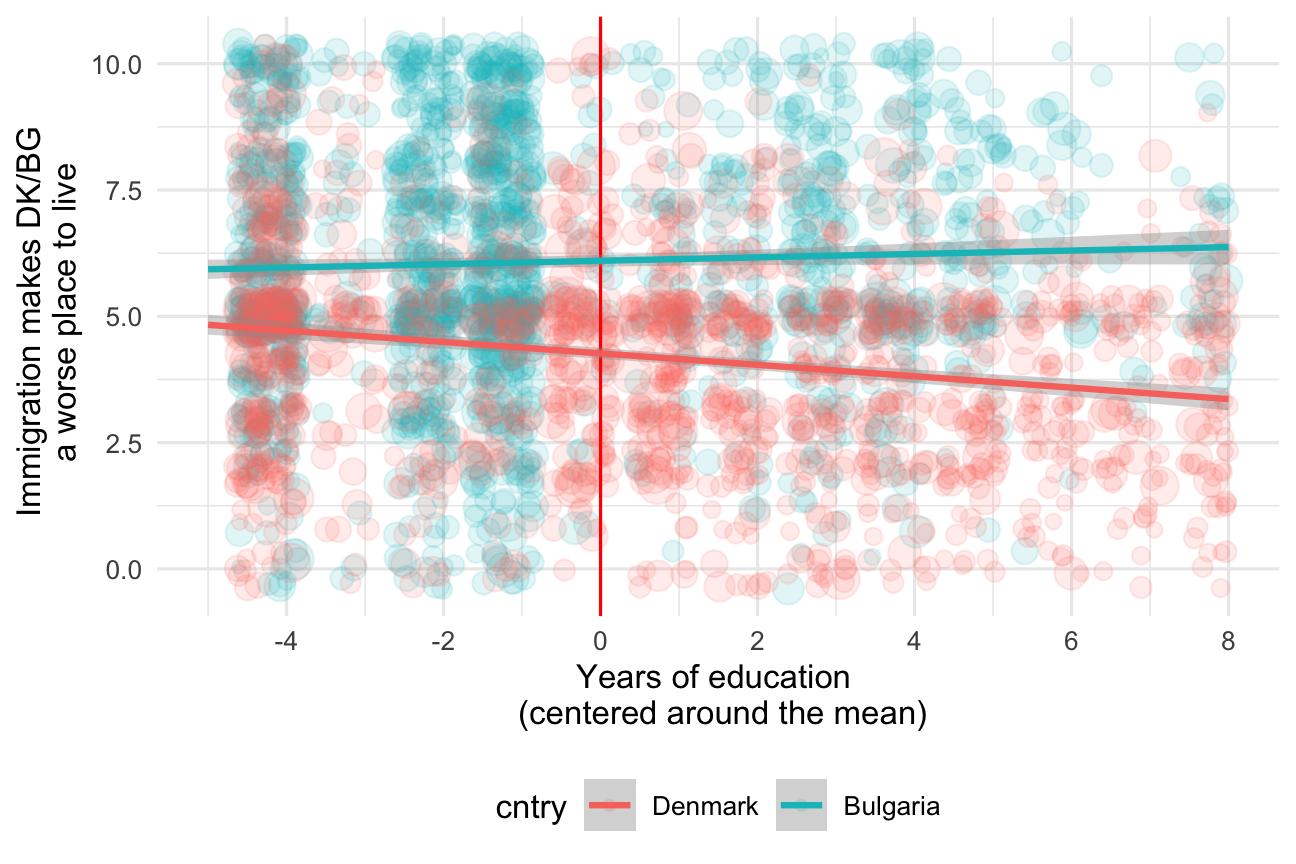 Immigration makes DK/BG
a worse place to live
10.0
7.5
5.0
2.5
0.0
-4 -2 0 2 4 6 8
Years of education
(centered around the mean)
cntry Denmark Bulgaria